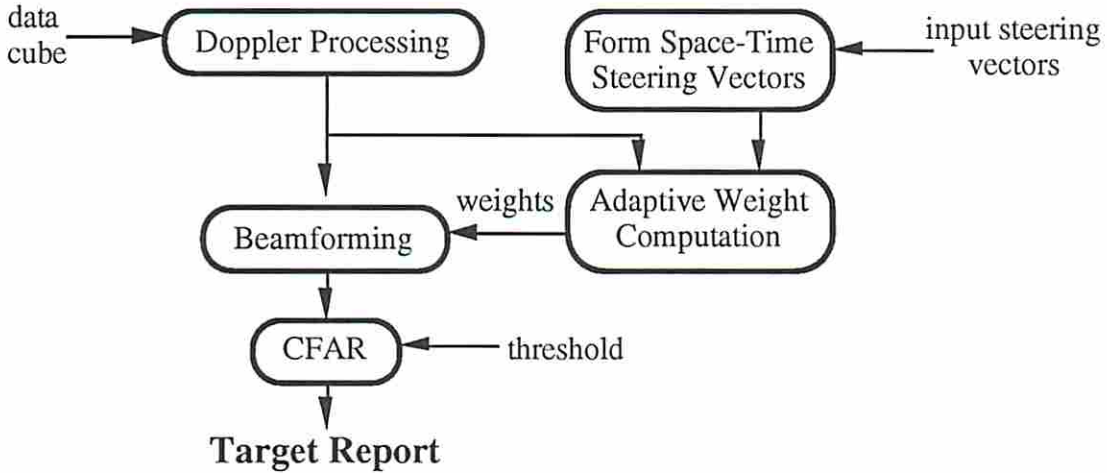 data
cube
Doppler Processing
Form Space-Time
Steering Vectors
input steering
vectors
weights
Adaptive Weight
Computation
Beamforming
CFAR
threshold
Target Report